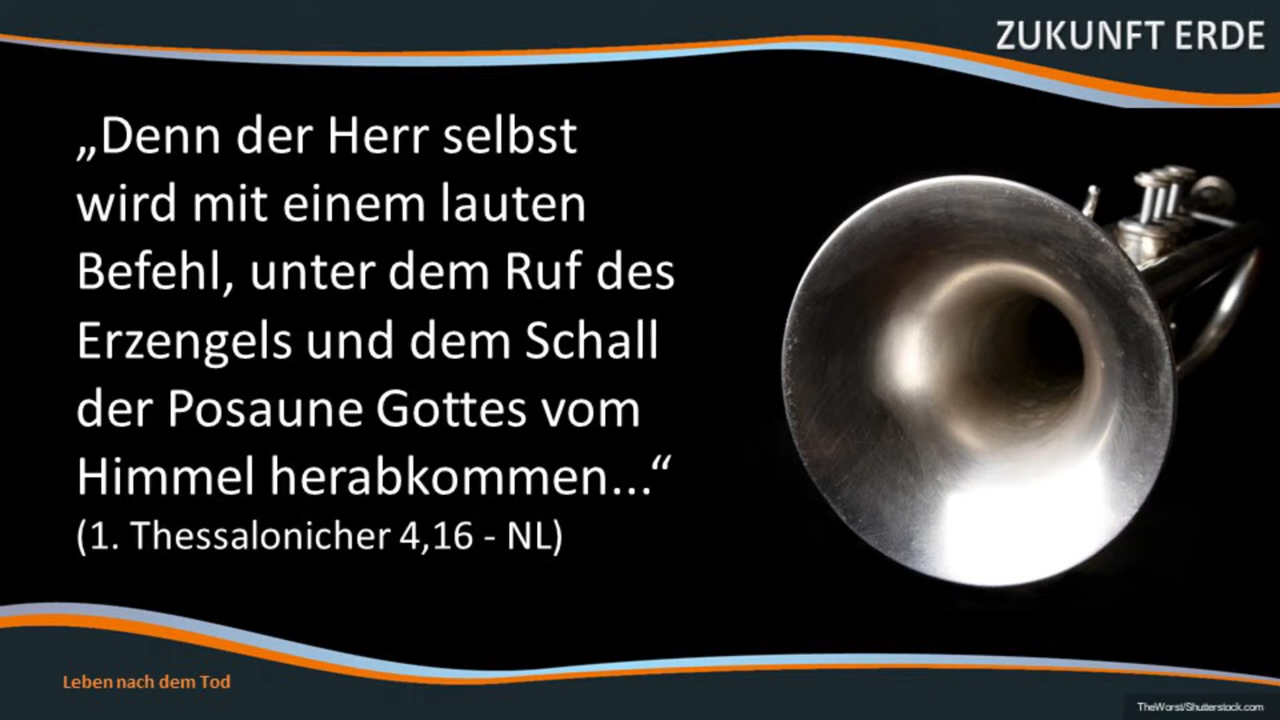 ZUKUNFT ERDE
„Denn der Herr selbst
wird mit einem lauten
Befehl, unter dem Ruf des
Erzengels und dem Schall
der Posaune Gottes vom
Himmel herabkommen...“
(1. Thessalonicher 4,16 - NL)
Leben nach dem Tod
TheWorst/Shutterstock.com